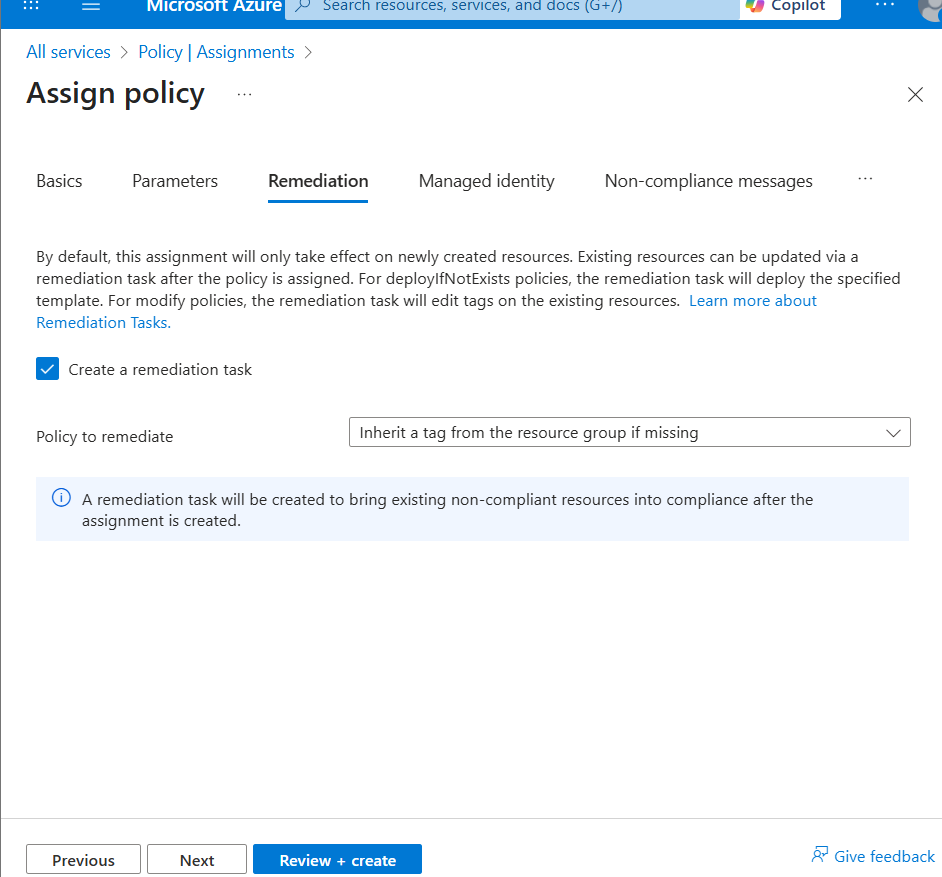 Microsoft Azure
Search resources, services, and docs (G+/)
Copilot
All services > Policy | Assignments >
Assign policy ...
Basics Parameters Remediation Managed identity Non-compliance messages ...
By default, this assignment will only take effect on newly created resources. Existing resources can be updated via a
remediation task after the policy is assigned. For deployIfNotExists policies, the remediation task will deploy the specified
template. For modify policies, the remediation task will edit tags on the existing resources. Learn more about
Remediation Tasks.
Create a remediation task
Policy to remediate
Inherit a tag from the resource group if missing
A remediation task will be created to bring existing non-compliant resources into compliance after the
assignment is created.
Previous Next Review + create
Give feedback